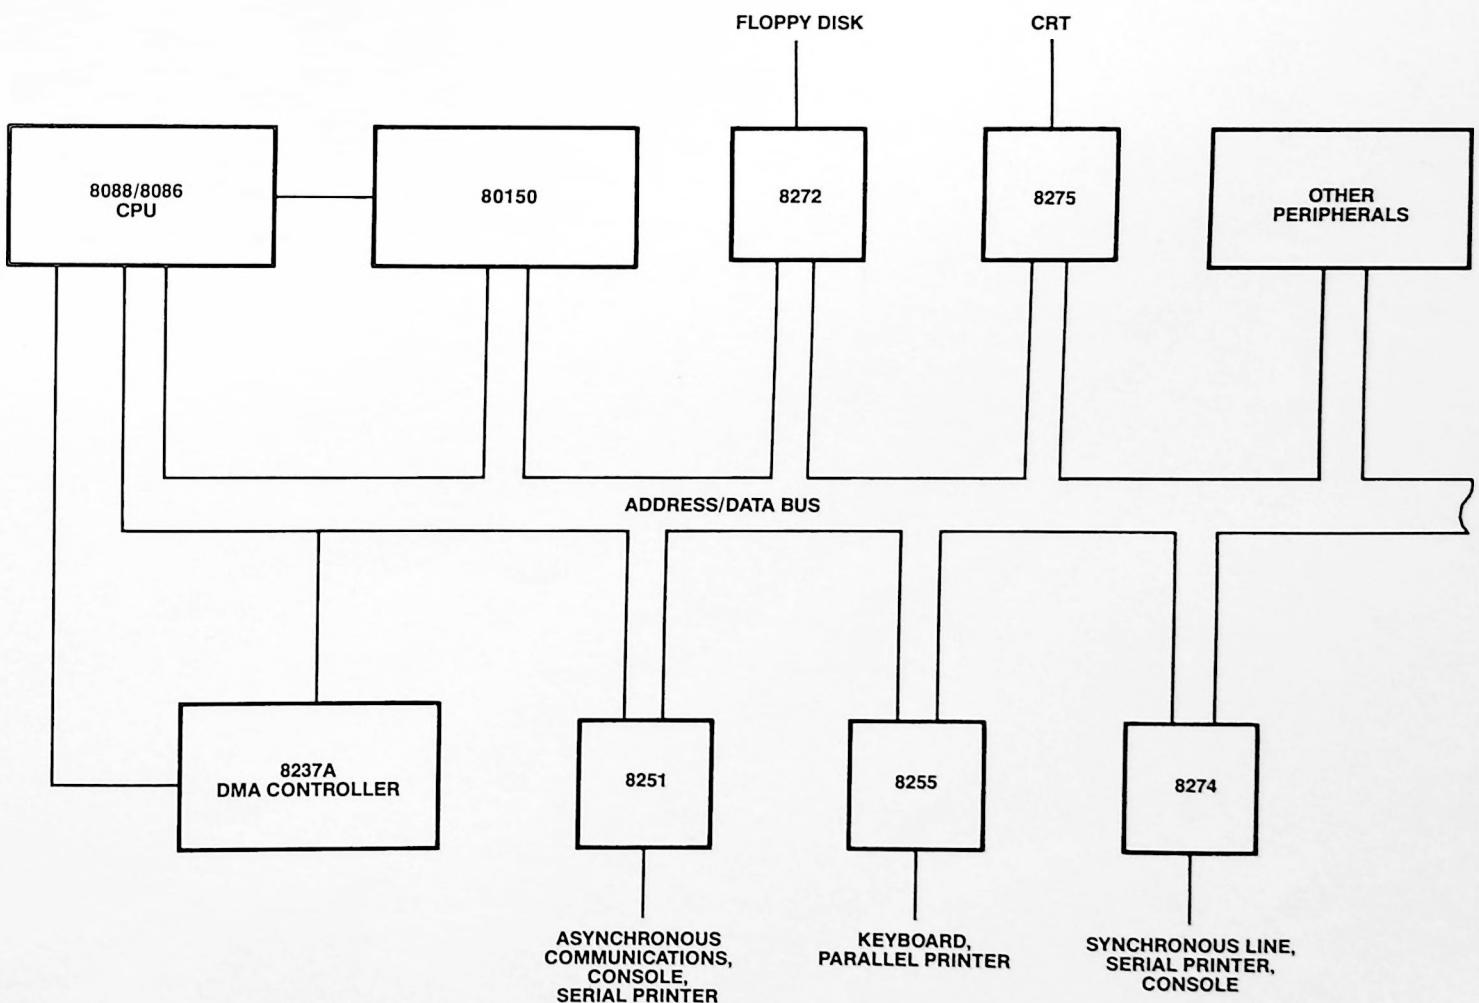 FLOPPY DISK
CRT
8088/8086
CPU
80150
8272
8275
OTHER
PERIPHERALS
ADDRESS/DATA BUS
8237A
DMA CONTROLLER
8251
8255
8274
ASYNCHRONOUS
COMMUNICATIONS,
CONSOLE,
SERIAL PRINTER
KEYBOARD,
PARALLEL PRINTER
SYNCHRONOUS LINE,
SERIAL PRINTER,
CONSOLE